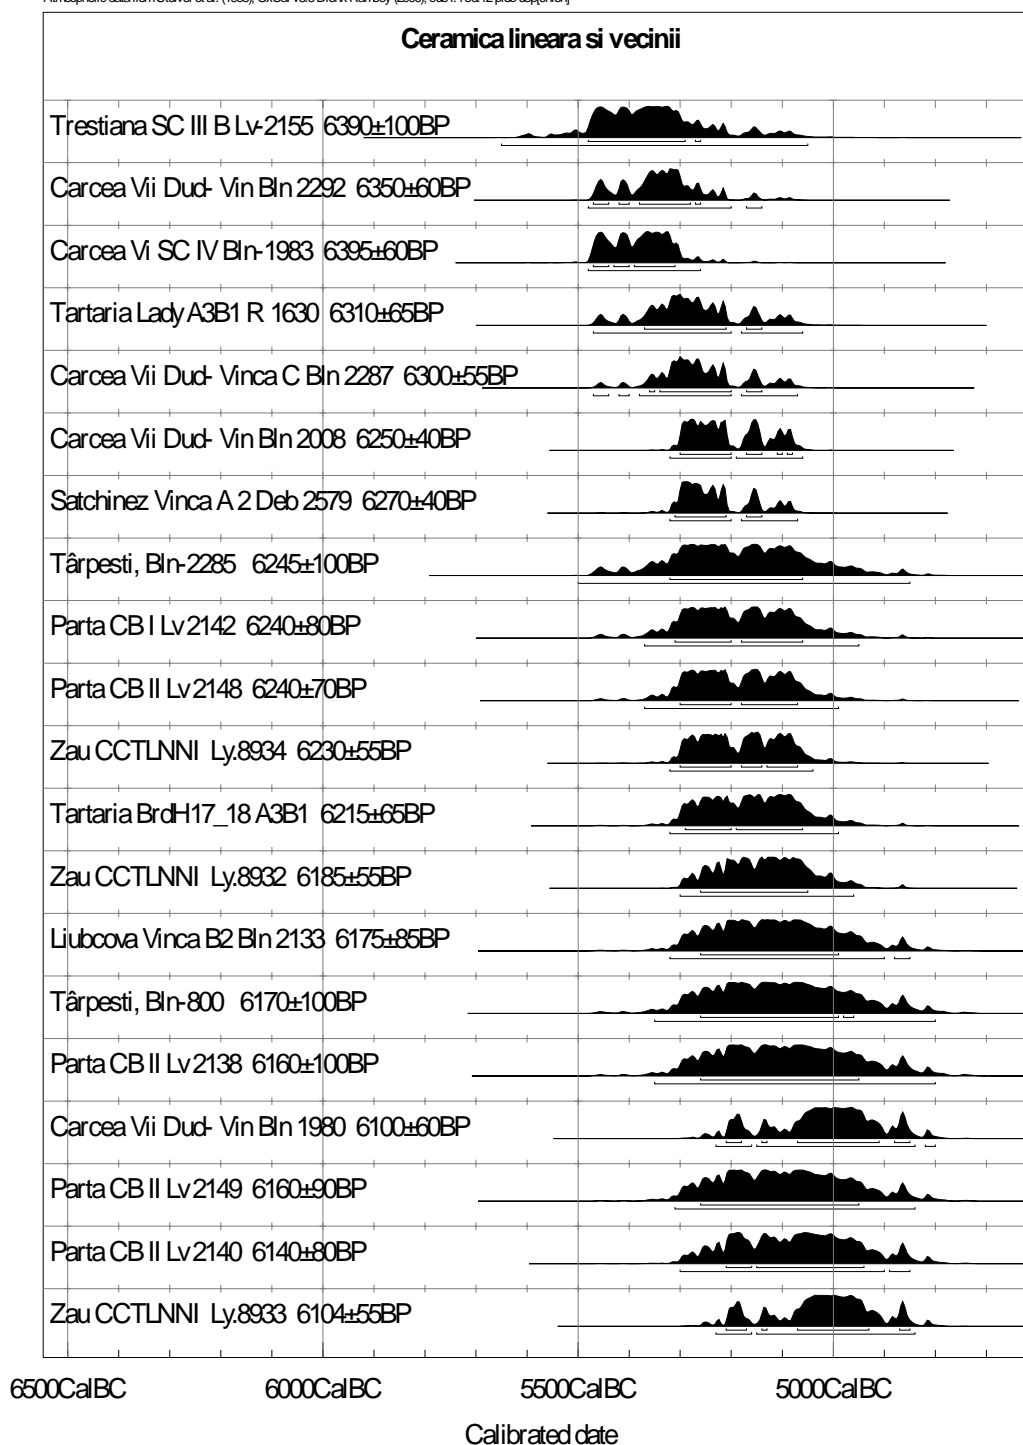 Ceramica lineara si vecinii
Trestiana SC III B Lv-2155 6390±100BP
Carcea Vii Dud- Vin Bln 2292 6350±60BP
Carcea Vi SC IV Bln-1983 6395±60BP
Tartaria Lady A3B1 R 1630 6310±65BP
Carcea Vii Dud- Vinca C Bln 2287 6300±55BP
Carcea Vii Dud- Vin Bln 2008 6250±40BP
Satchinez Vinca A 2 Deb 2579 6270±40BP
Târpesti, Bln-2285 6245±100BP
Parta CB I Lv 2142 6240±80BP
Parta CB II Lv 2148 6240±70BP
Zau CCTLNNI Ly.8934 6230±55BP
Tartaria BrdH17_18 A3B1 6215±65BP
Zau CCTLNNI Ly.8932 6185±55BP
Liubcova Vinca B2 Bln 2133 6175±85BP
Târpesti, Bln-800 6170±100BP
Parta CB II Lv 2138 6160±100BP
Carcea Vii Dud- Vin Bln 1980 6100±60BP
Parta CB II Lv 2149 6160±90BP
Parta CB II Lv 2140 6140±80BP
Zau CCTLNNI Ly.8933 6104±55BP
6500CalBC 6000CalBC 5500CalBC 5000CalBC
Calibrated date